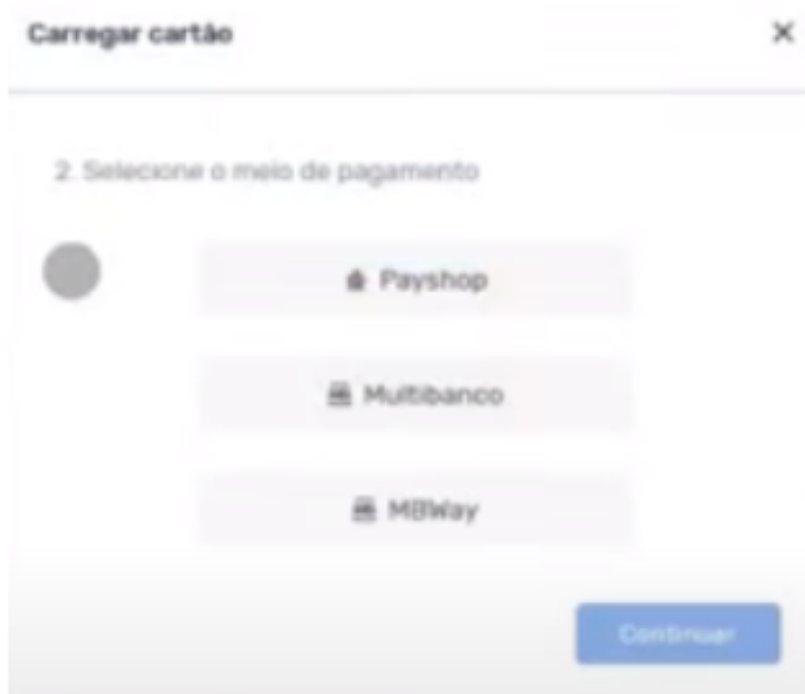 Carregar cartão
2. Selecione o meio de pagamento
Payshop
Multibanco
MBWay
Continuar